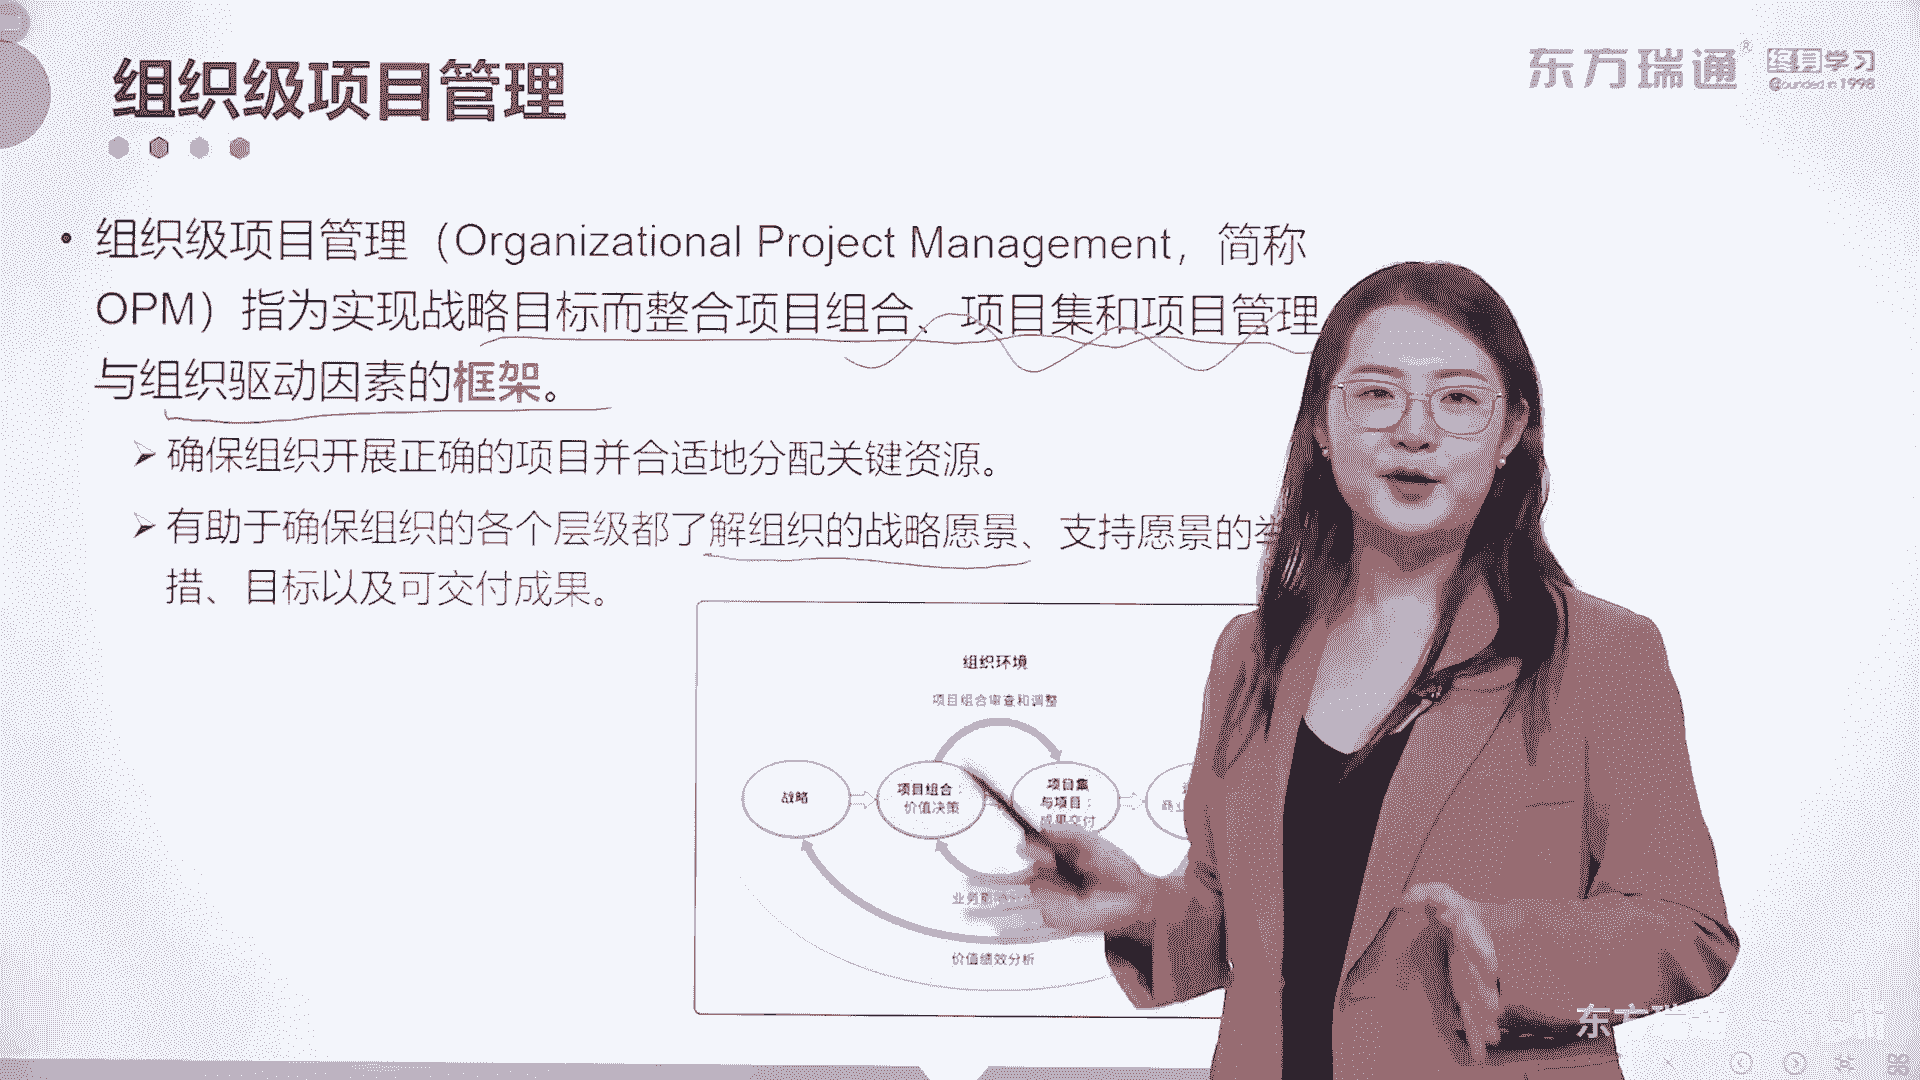 组织级项目管理
东方瑞通®
终身学习
Founded in 1998
• 组织级项目管理（Organizational Project Management，简称
OPM）指为实现战略目标而整合项目组合、项目集和项目管理
与组织驱动因素的框架。
➢ 确保组织开展正确的项目并合适地分配关键资源。
➢ 有助于确保组织的各个层级都了解组织的战略愿景、支持愿景的举
措、目标以及可交付成果。
组织环境
项目组合审查和调整
战略
项目组合：
价值决策
项目集
与项目：
成果交付
商业
业务
价值绩效分析
东方瑞通